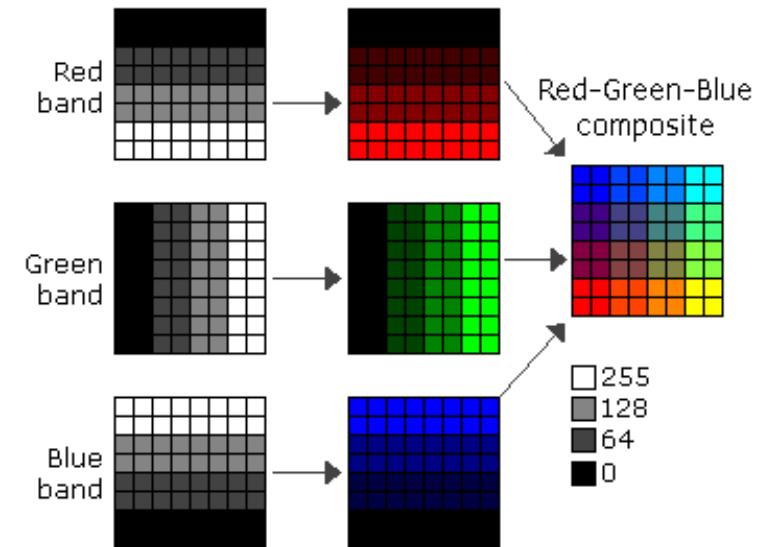 Red
band
Red-Green-Blue
composite
Green
band
255
128
64
0
Blue
band